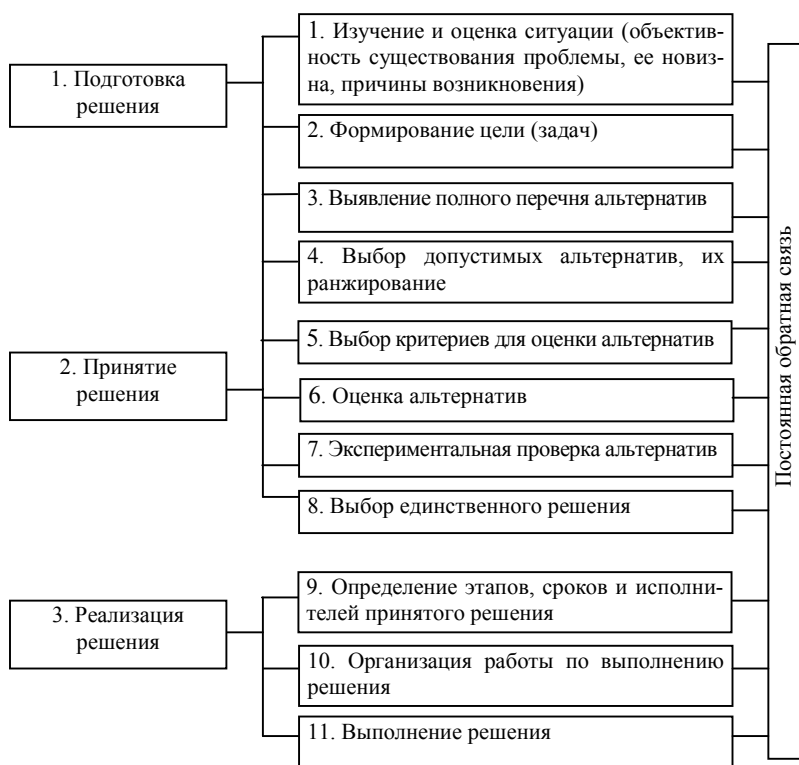 1. Подготовка
решения
1. Изучение и оценка ситуации (объектив-
ность существования проблемы, ее новиз-
на, причины возникновения)
2. Формирование цели (задач)
3. Выявление полного перечня альтернатив
4. Выбор допустимых альтернатив, их
ранжирование
2. Принятие
решения
5. Выбор критериев для оценки альтернатив
6. Оценка альтернатив
7. Экспериментальная проверка альтернатив
8. Выбор единственного решения
3. Реализация
решения
9. Определение этапов, сроков и исполни-
телей принятого решения
10. Организация работы по выполнению
решения
11. Выполнение решения
Постоянная обратная связь